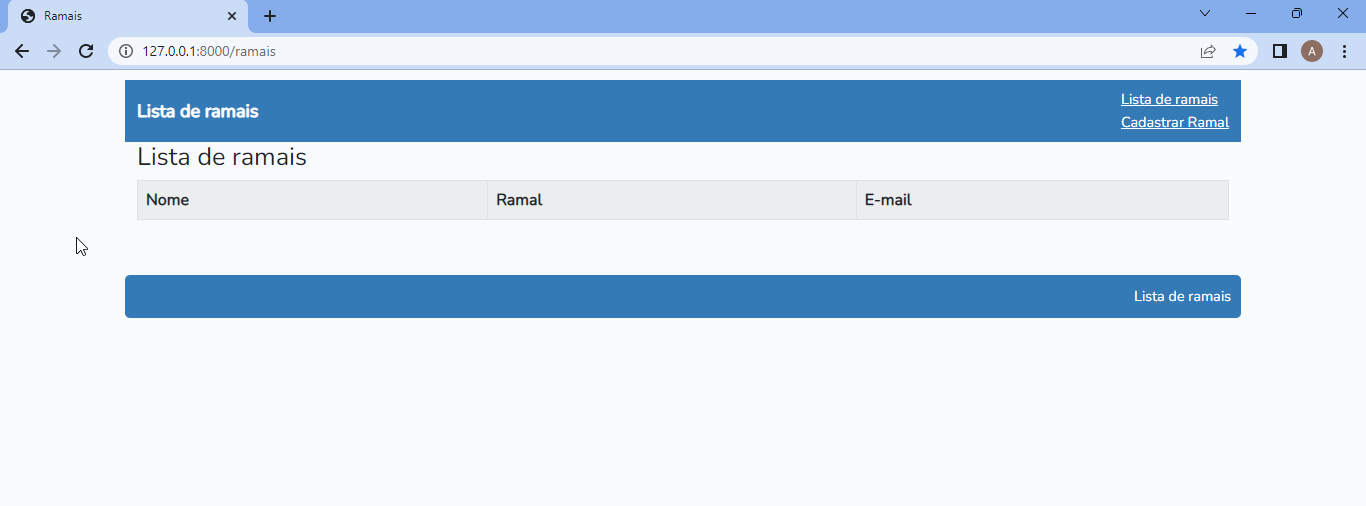 Ramais
127.0.0.1:8000/ramais
A
Lista de ramais
Lista de ramais
Cadastrar Ramal
Lista de ramais
Nome Ramal E-mail
Lista de ramais